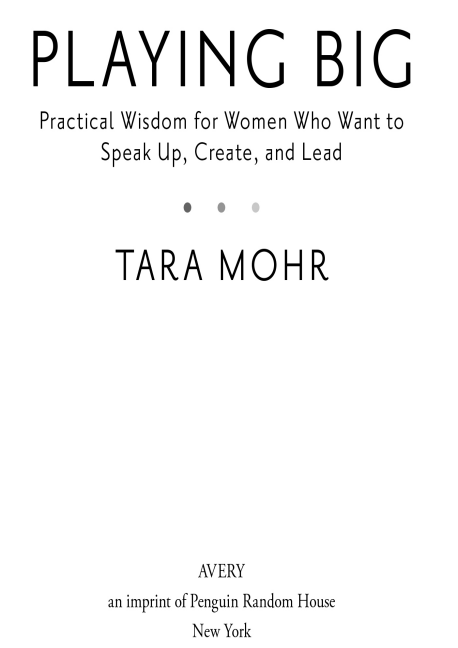 PLAYING BIG
Practical Wisdom for Women Who Want to
Speak Up, Create, and Lead
TARA MOHR
AVERY
an imprint of Penguin Random House
New York